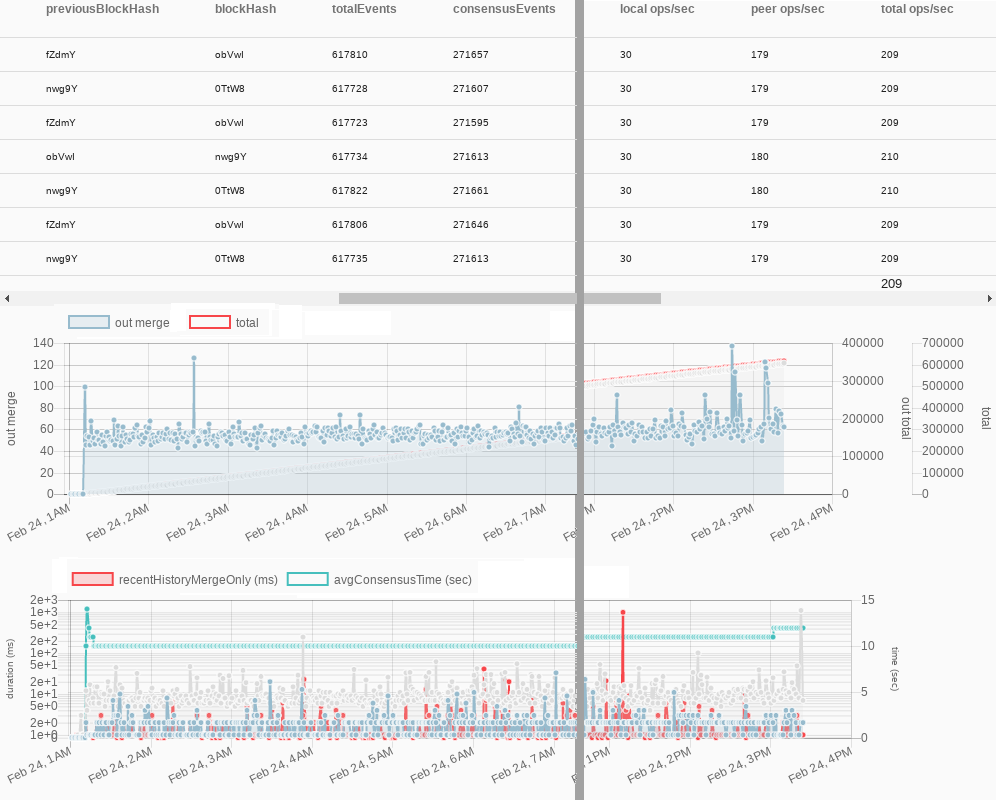 previousBlockHash blockHash totalEvents consensusEvents local ops/sec peer ops/sec total ops/sec
fZdmY obVwI 617810 271657 30 179 209
nwg9Y 0TtW8 617728 271607 30 179 209
fZdmY obVwI 617723 271595 30 179 209
obVwI nwg9Y 617734 271613 30 180 210
nwg9Y 0TtW8 617822 271661 30 180 210
fZdmY obVwI 617806 271646 30 179 209
nwg9Y 0TtW8 617735 271613 30 179 209
209
out merge total
140 400000 700000
120 600000
100 300000 500000
80 400000
60 200000 300000
40 100000 200000
20 100000
0 0 0
out merge
out total
total
Feb 24, 1AM Feb 24, 2AM Feb 24, 3AM Feb 24, 4AM Feb 24, 5AM Feb 24, 6AM Feb 24, 7AM M Feb 24, 2PM Feb 24, 3PM Feb 24, 4PM
recentHistoryMergeOnly (ms) avgConsensusTime (sec)
2e+3 15
1e+3
5e+2
2e+2 10
1e+2
5e+1
2e+1 5
1e+1
5e+0
2e+0
1e+0 0
duration (ms)
time (sec)
Feb 24, 1AM Feb 24, 2AM Feb 24, 3AM Feb 24, 4AM Feb 24, 5AM Feb 24, 6AM Feb 24, 7AM 1PM Feb 24, 2PM Feb 24, 3PM Feb 24, 4PM